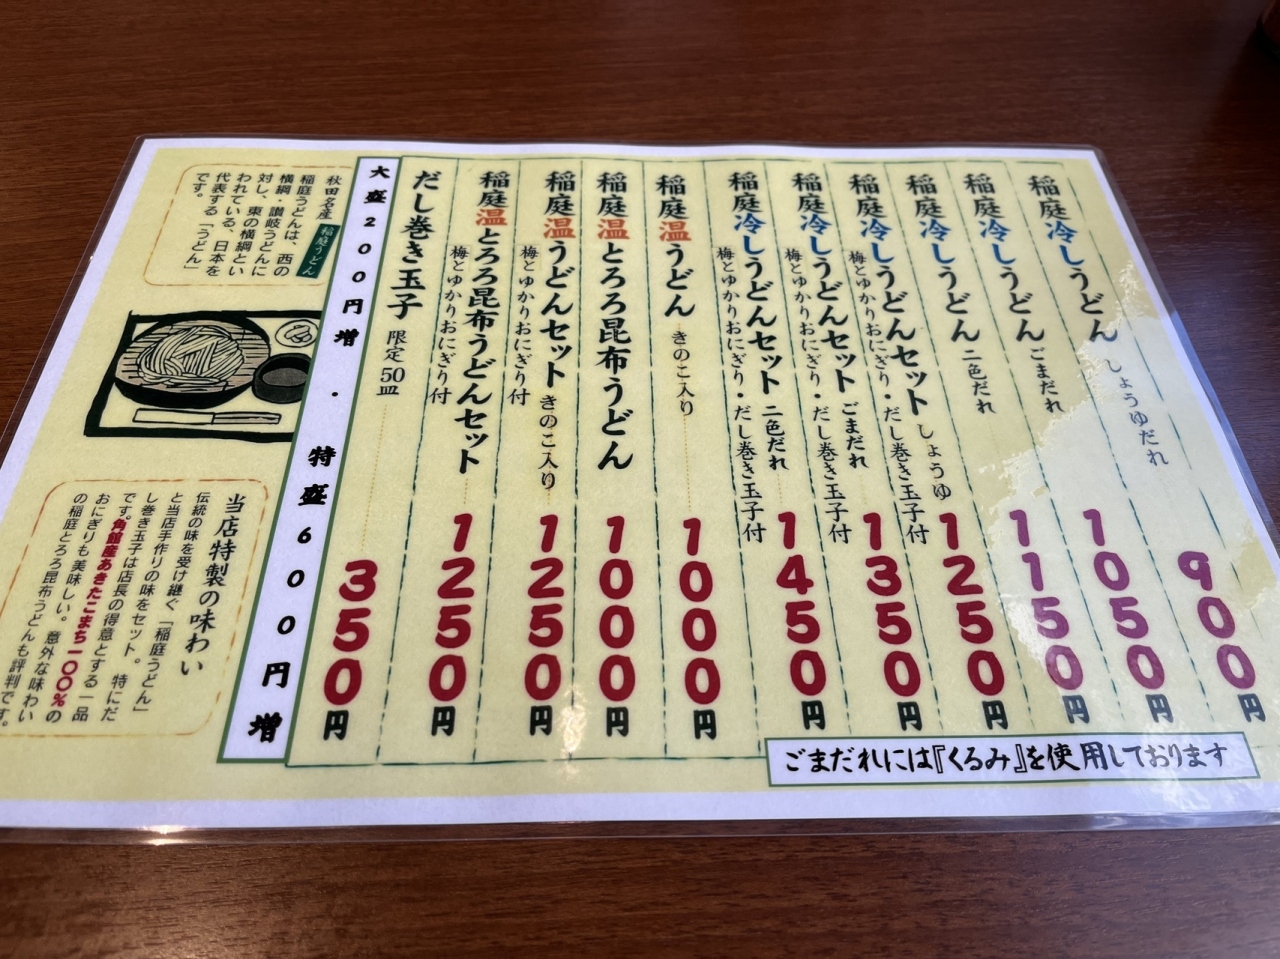 稲庭冷しうどん しょうゆだれ 900円
稲庭冷しうどん ごまだれ 1050円
稲庭冷しうどん 二色だれ 1150円
稲庭冷しうどんセット しょうゆ 1250円
梅とゆかりおにぎり・だし巻き玉子付
稲庭冷しうどんセット ごまだれ 1350円
梅とゆかりおにぎり・だし巻き玉子付
稲庭冷しうどんセット 二色だれ 1450円
梅とゆかりおにぎり・だし巻き玉子付
稲庭温うどん きのこ入り 1000円
稲庭温とろろ昆布うどん 1000円
稲庭温うどんセット きのこ入り 1250円
梅とゆかりおにぎり付
稲庭温とろろ昆布うどんセット 1250円
梅とゆかりおにぎり付
だし巻き玉子 限定50皿 350円
大盛200円増・特盛600円増
ごまだれには『くるみ』を使用しております
秋田名産 稲庭うどん
稲庭うどんは、西の
横綱・讃岐うどんに
対し、東の横綱とい
われている、日本を
代表する「うどん」
です。
当店特製の味わい
伝統の味を受け継ぐ「稲庭うどん」
と当店手作りの味をセット。特にだ
し巻き玉子は店長の得意とする一品
です。角館産あきたこまち一〇〇%の
おにぎりも美味しい。意外な味わい
の稲庭とろろ昆布うどんも評判です。